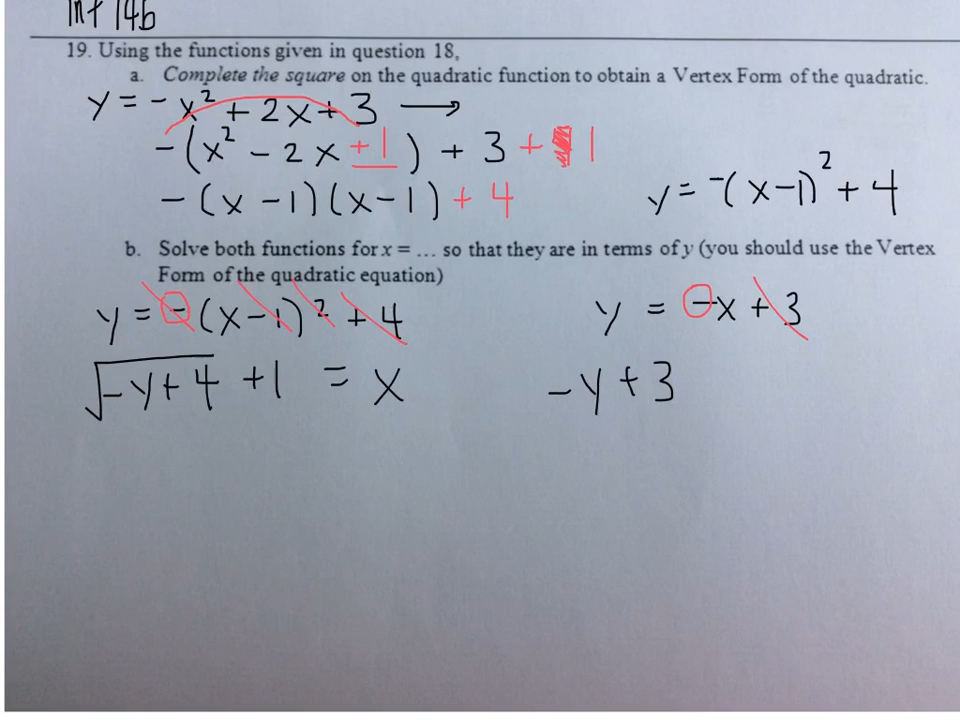 Int 14b
19. Using the functions given in question 18,
a. Complete the square on the quadratic function to obtain a Vertex Form of the quadratic.
y = - x² + 2x + 3 →
-(x² - 2x +1) + 3 + 1
-(x -1)(x-1) + 4
y = -(x-1)² + 4
b. Solve both functions for x = ... so that they are in terms of y (you should use the Vertex
Form of the quadratic equation)
y = -(x-1)² + 4
y = -x + 3
√-y+4 +1 = x
-y + 3